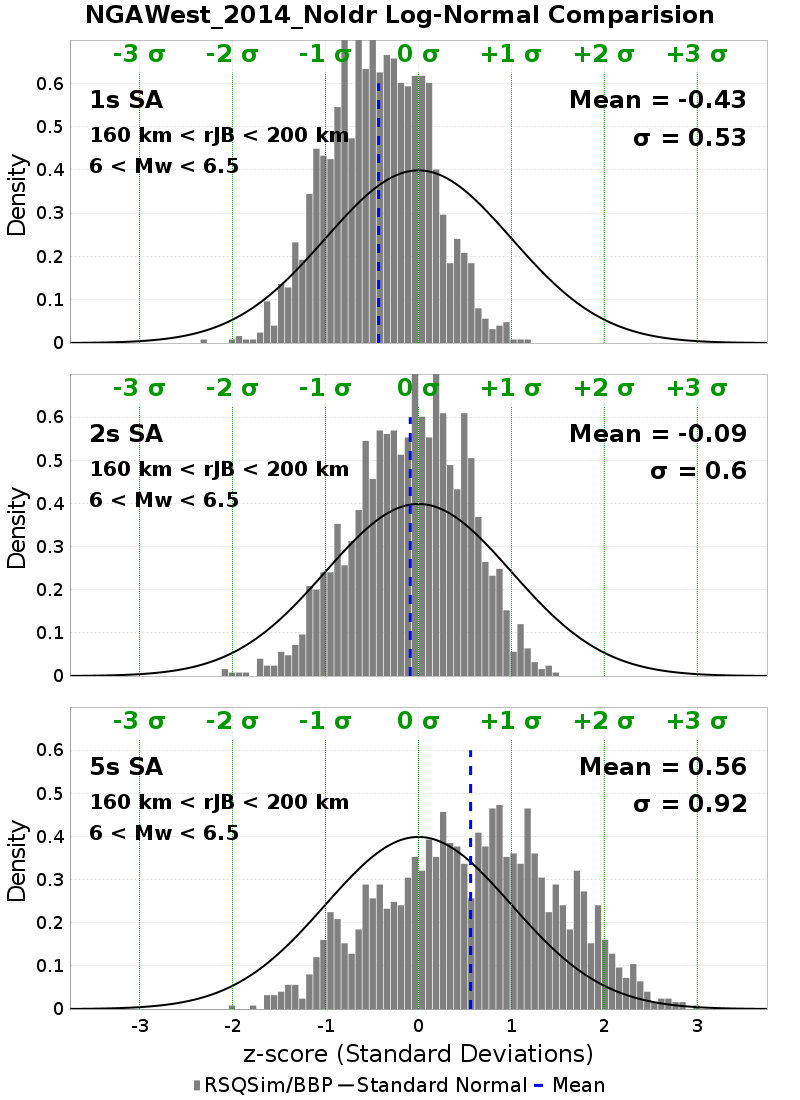 NGAWest_2014_NoIdr Log-Normal Comparision
-3 σ -2 σ -1 σ 0 σ +1 σ +2 σ +3 σ
1s SA Mean = -0.43
160 km < rJB < 200 km σ = 0.53
6 < Mw < 6.5
Density
0.6
0.5
0.4
0.3
0.2
0.1
0
-3 σ -2 σ -1 σ 0 σ +1 σ +2 σ +3 σ
2s SA Mean = -0.09
160 km < rJB < 200 km σ = 0.6
6 < Mw < 6.5
Density
0.6
0.5
0.4
0.3
0.2
0.1
0
-3 σ -2 σ -1 σ 0 σ +1 σ +2 σ +3 σ
5s SA Mean = 0.56
160 km < rJB < 200 km σ = 0.92
6 < Mw < 6.5
Density
0.6
0.5
0.4
0.3
0.2
0.1
0
-3 -2 -1 0 1 2 3
z-score (Standard Deviations)
RSQSim/BBP Standard Normal Mean